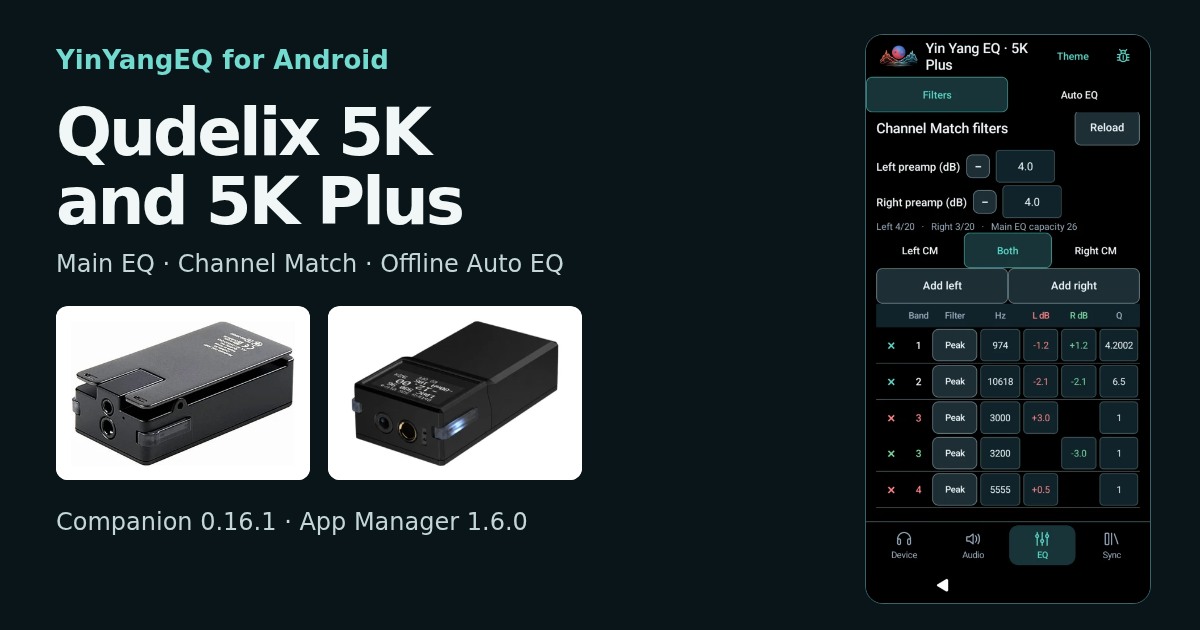 YinYangEQ for Android
Qudelix 5K
and 5K Plus
Main EQ · Channel Match · Offline Auto EQ
Companion 0.16.1 · App Manager 1.6.0
Yin Yang EQ · 5K
Plus
Theme
Filters
Auto EQ
Channel Match filters
Reload
Left preamp (dB) − 4.0
Right preamp (dB) − 4.0
Left 4/20 · Right 3/20 · Main EQ capacity 26
Left CM Both Right CM
Add left Add right
Band Filter Hz L dB R dB Q
× 1 Peak 974 -1.2 +1.2 4.2002
× 2 Peak 10618 -2.1 -2.1 6.5
× 3 Peak 3000 +3.0 1
× 3 Peak 3200 -3.0 1
× 4 Peak 5555 +0.5 1
Device Audio EQ Sync